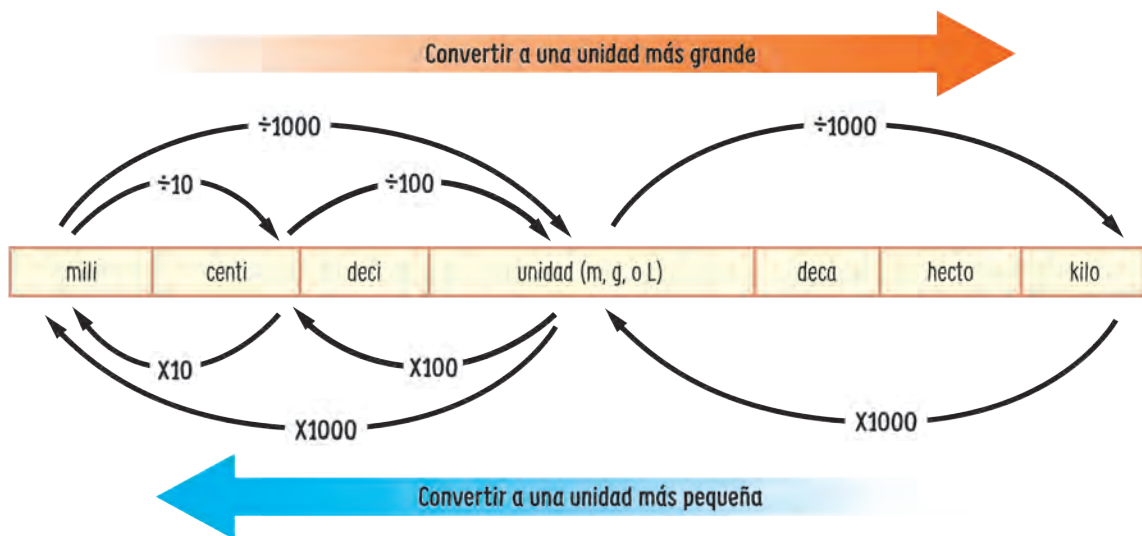 Convertir a una unidad más grande
÷1000
÷1000
÷10
÷100
mili
centi
deci
unidad (m, g, o L)
deca
hecto
kilo
X10
X100
X1000
X1000
Convertir a una unidad más pequeña